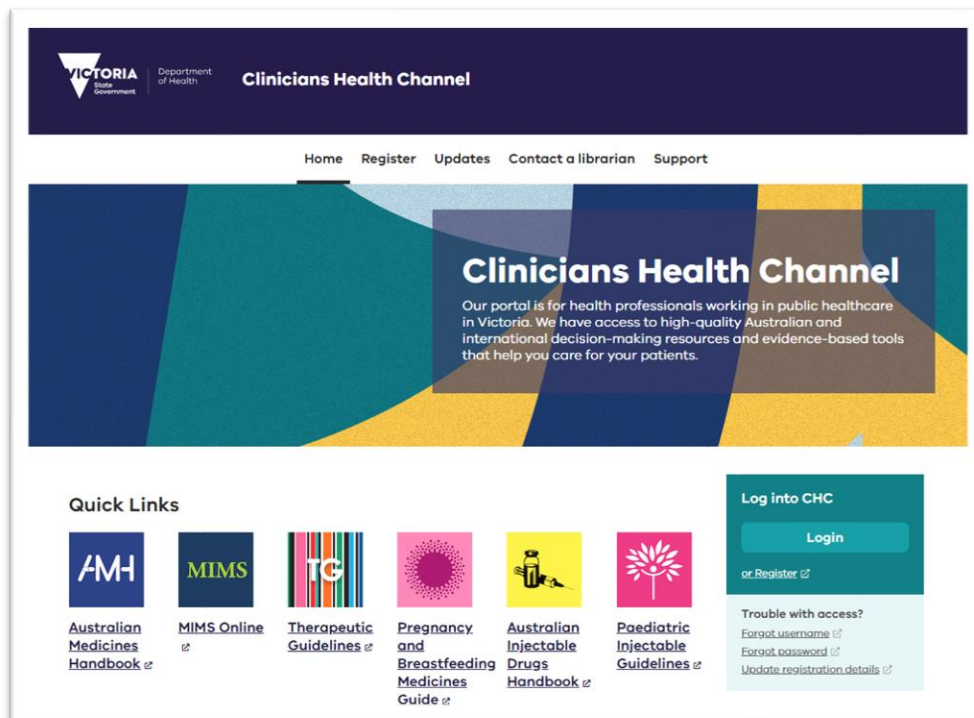 VICTORIA
State
Government
Department
of Health
Clinicians Health Channel
Home Register Updates Contact a librarian Support
Clinicians Health Channel
Our portal is for health professionals working in public healthcare
in Victoria. We have access to high-quality Australian and
international decision-making resources and evidence-based tools
that help you care for your patients.
Quick Links
AMH
Australian
Medicines
Handbook
MIMS
MIMS Online
TG
Therapeutic
Guidelines
Pregnancy
and
Breastfeeding
Medicines
Guide
Australian
Injectable
Drugs
Handbook
Paediatric
Injectable
Guidelines
Log into CHC
Login
or Register
Trouble with access?
Forgot username
Forgot password
Update registration details